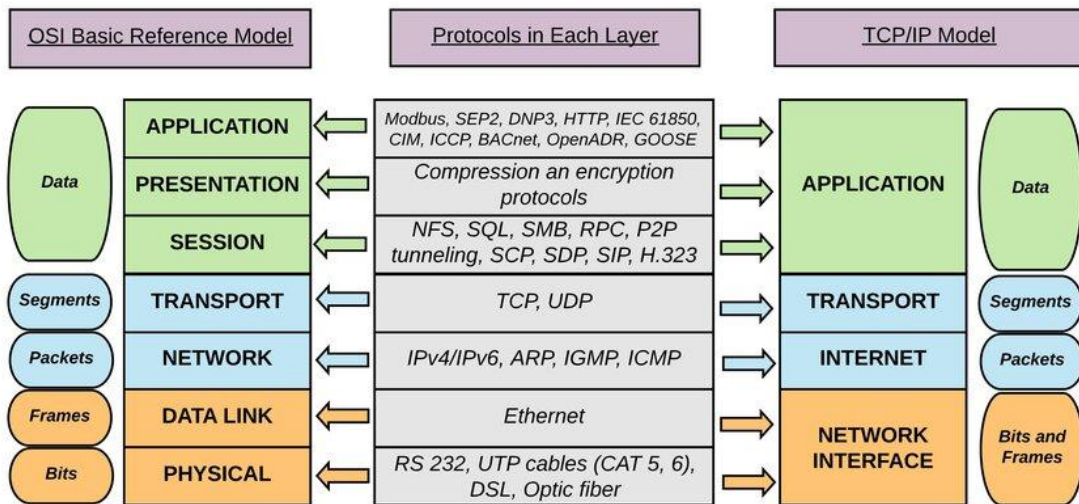 OSI Basic Reference Model
Protocols in Each Layer
TCP/IP Model
Data
APPLICATION
PRESENTATION
SESSION
Segments
TRANSPORT
Packets
NETWORK
Frames
DATA LINK
Bits
PHYSICAL
Modbus, SEP2, DNP3, HTTP, IEC 61850,
CIM, ICCP, BACnet, OpenADR, GOOSE
Compression an encryption
protocols
NFS, SQL, SMB, RPC, P2P
tunneling, SCP, SDP, SIP, H.323
TCP, UDP
IPv4/IPv6, ARP, IGMP, ICMP
Ethernet
RS 232, UTP cables (CAT 5, 6),
DSL, Optic fiber
APPLICATION
Data
TRANSPORT
Segments
INTERNET
Packets
NETWORK
INTERFACE
Bits and
Frames